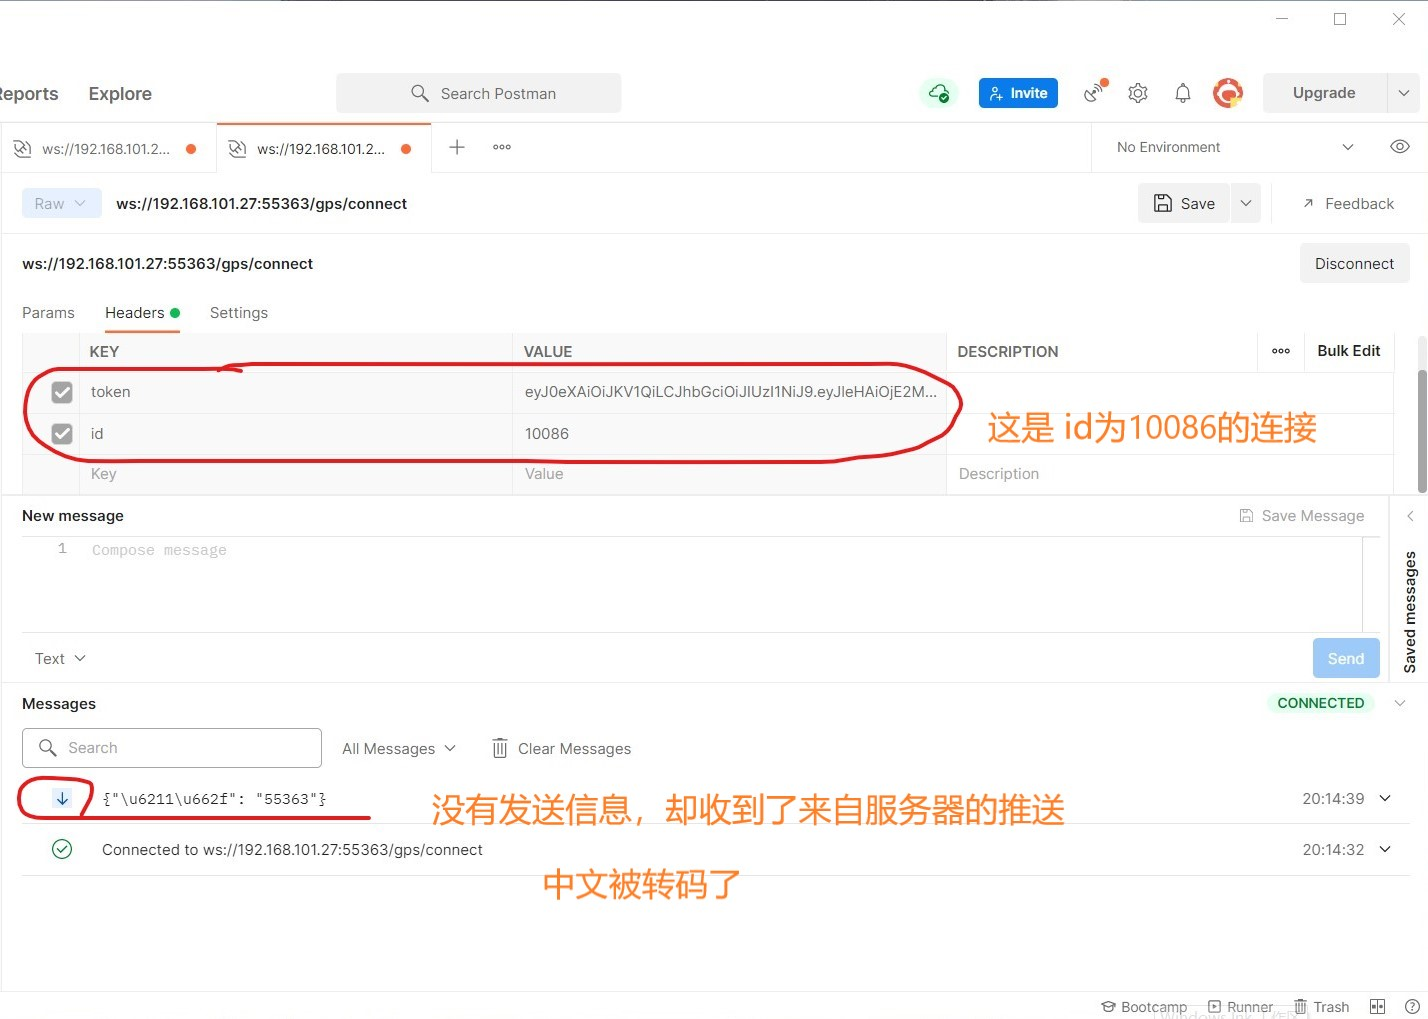 Reports Explore Search Postman Invite Upgrade
ws://192.168.101.2... ws://192.168.101.2... No Environment
Raw ws://192.168.101.27:55363/gps/connect Save Feedback
ws://192.168.101.27:55363/gps/connect Disconnect
Params Headers Settings
KEY VALUE DESCRIPTION Bulk Edit
token eyJ0eXAiOiJKV1QiLCJhbGciOiJIUzI1NiJ9.eyJleHAiOjE2M...
id 10086
这是 id为10086的连接
Key Value Description
New message Save Message
1 Compose message
Saved messages
Text Send
Messages CONNECTED
Search All Messages Clear Messages
{"\u6211\u662f": "55363"} 20:14:39
没有发送信息，却收到了来自服务器的推送
Connected to ws://192.168.101.27:55363/gps/connect 20:14:32
中文被转码了
Bootcamp Runner Trash